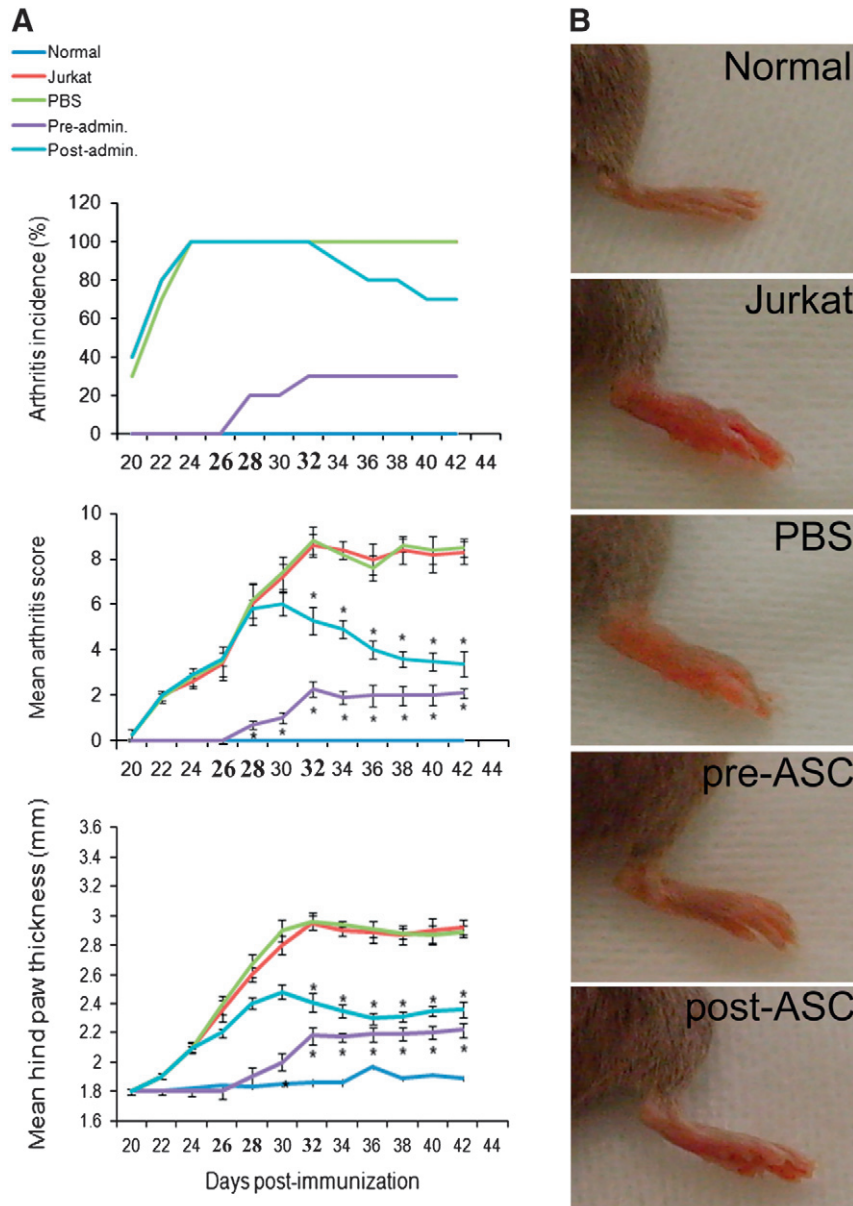 A
Normal
Jurkat
PBS
Pre-admin.
Post-admin.
Arthritis incidence (%)
120
100
80
60
40
20
0
20 22 24 26 28 30 32 34 36 38 40 42 44
Mean arthritis score
10
8
6
4
2
0
* * * * * *
* * * * * * * *
20 22 24 26 28 30 32 34 36 38 40 42 44
Mean hind paw thickness (mm)
3.6
3.4
3.2
3
2.8
2.6
2.4
2.2
2
1.8
1.6
* * * * * *
* * * * * * *
20 22 24 26 28 30 32 34 36 38 40 42 44
Days post-immunization
B
Normal
Jurkat
PBS
pre-ASC
post-ASC